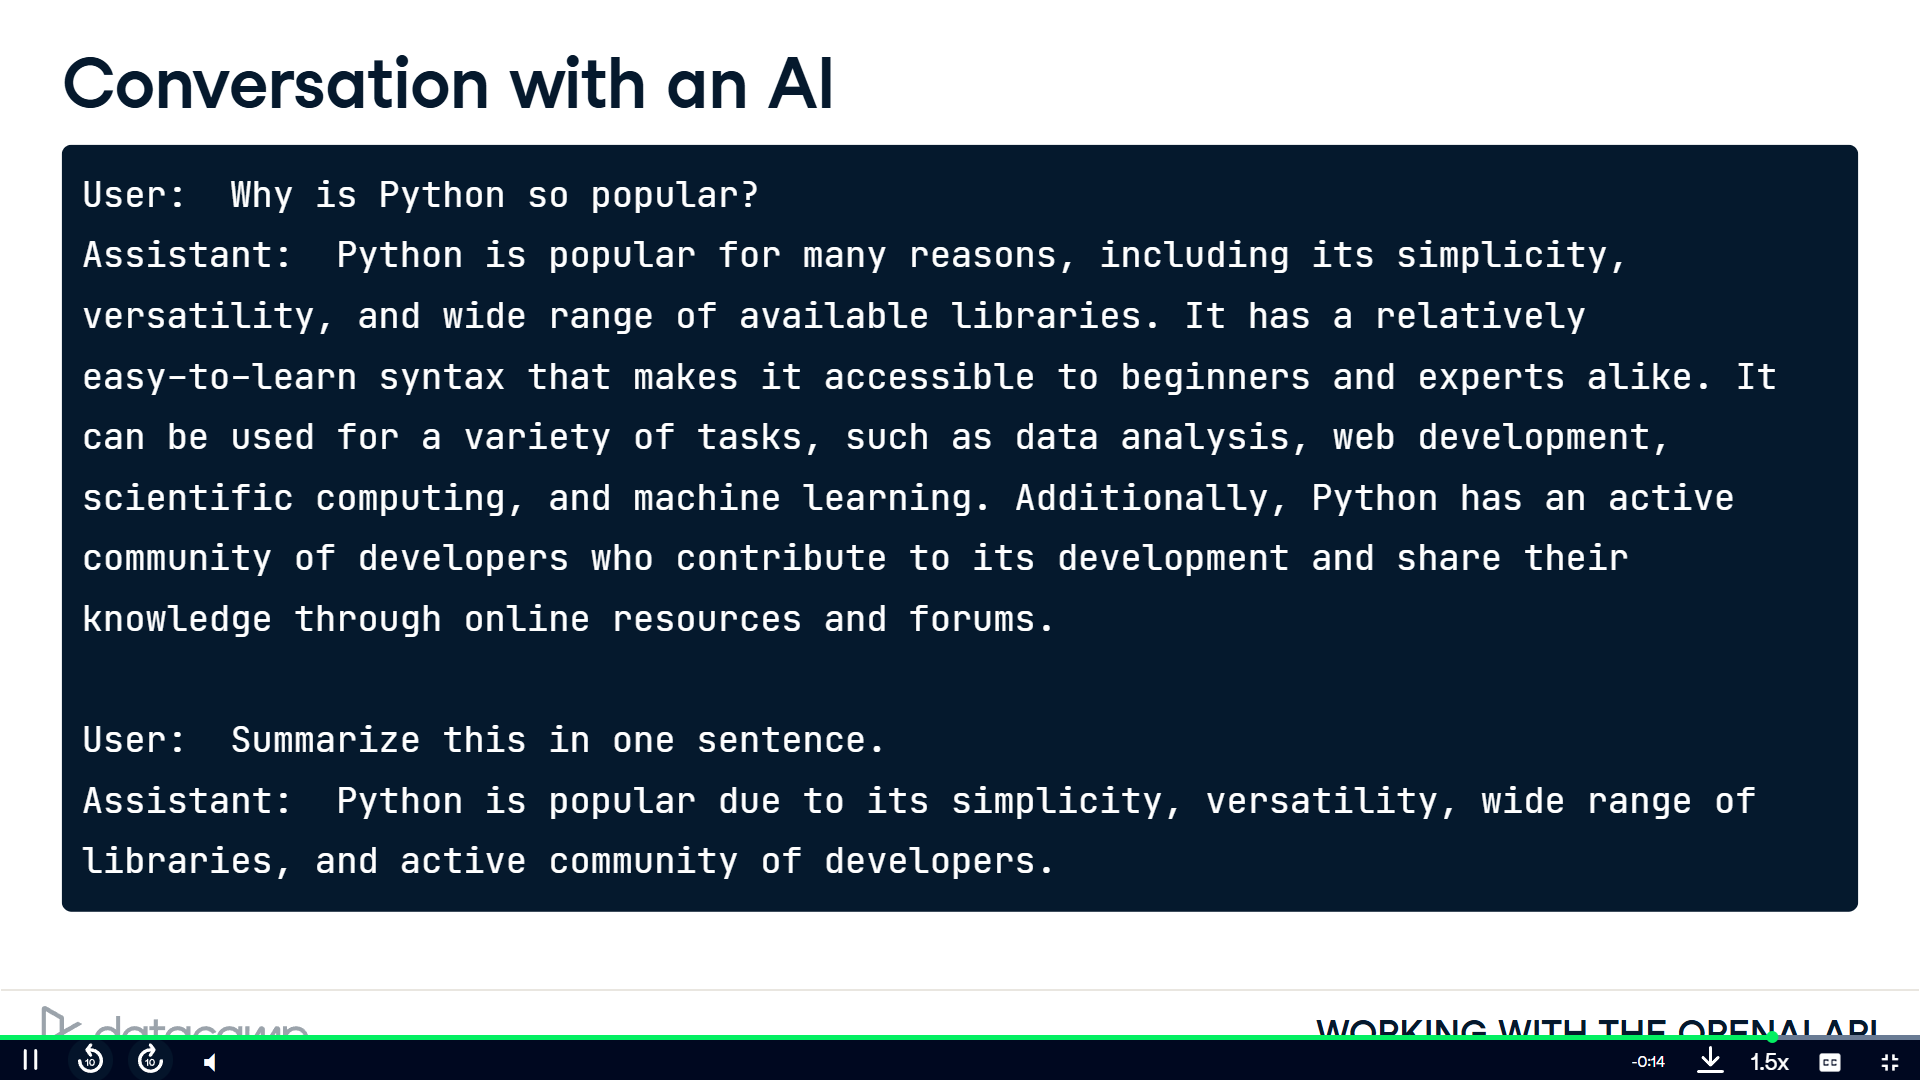 Conversation with an AI
User:  Why is Python so popular?
Assistant:  Python is popular for many reasons, including its simplicity,
versatility, and wide range of available libraries. It has a relatively
easy-to-learn syntax that makes it accessible to beginners and experts alike. It
can be used for a variety of tasks, such as data analysis, web development,
scientific computing, and machine learning. Additionally, Python has an active
community of developers who contribute to its development and share their
knowledge through online resources and forums.
User:  Summarize this in one sentence.
Assistant:  Python is popular due to its simplicity, versatility, wide range of
libraries, and active community of developers.
datacamp
WORKING WITH THE OPENAI API
10
10
-0:14
1.5x
CC